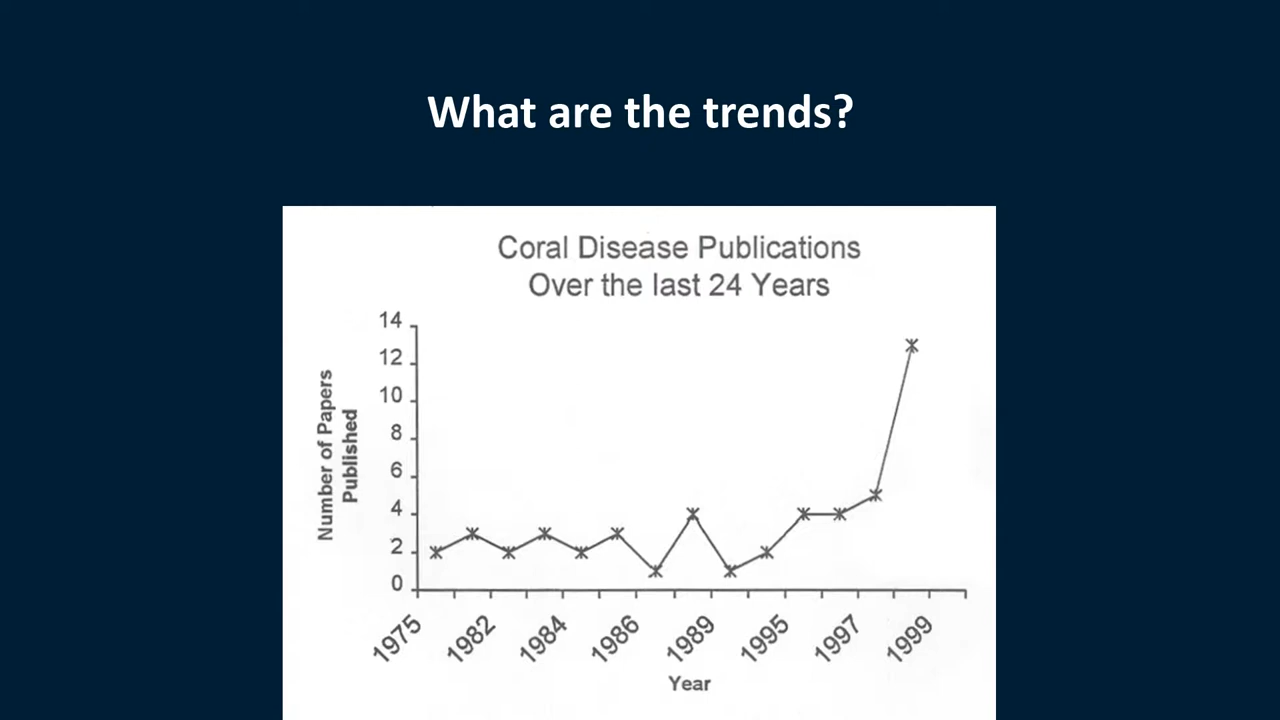 What are the trends?
Coral Disease Publications
Over the last 24 Years
Number of Papers
Published
14
12
10
8
6
4
2
0
1975
1982
1984
1986
1989
1995
1997
1999
Year